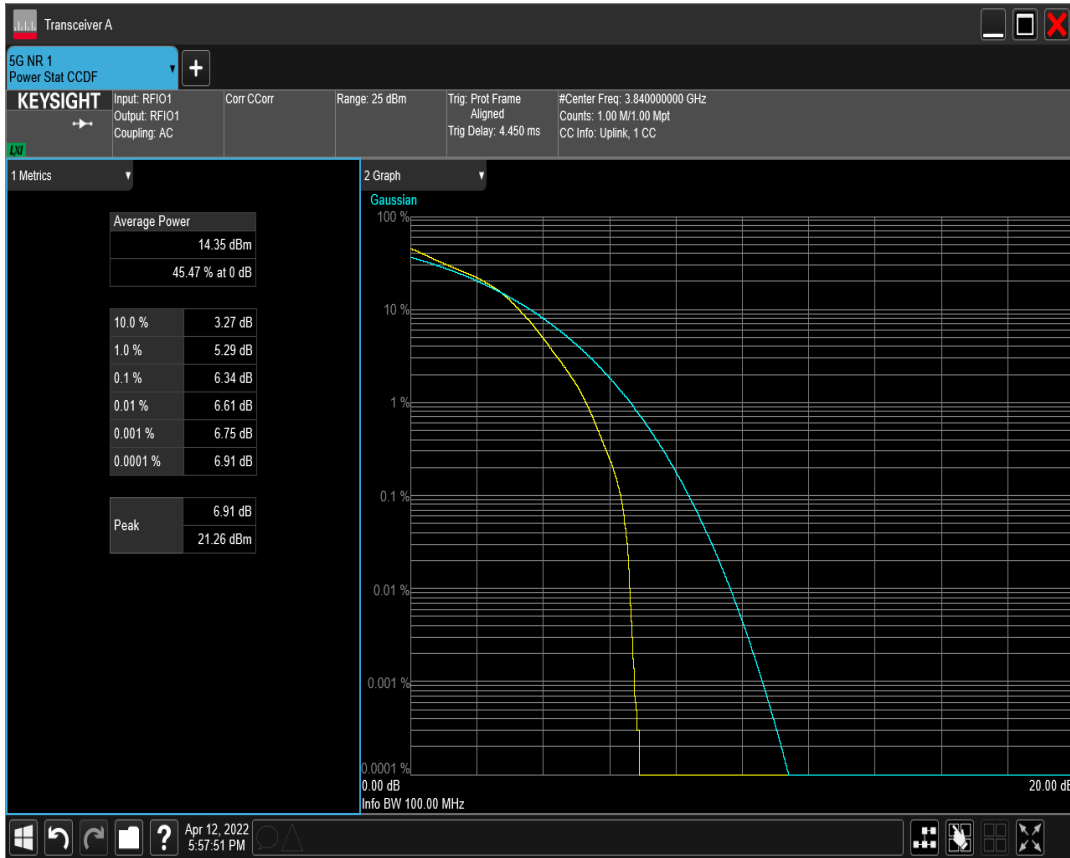 Transceiver A
5G NR 1
Power Stat CCDF
KEYSIGHT
LXI
Input: RFIO1
Output: RFIO1
Coupling: AC
Corr CCorr
Range: 25 dBm
Trig: Prot Frame
Aligned
Trig Delay: 4.450 ms
#Center Freq: 3.840000000 GHz
Counts: 1.00 M/1.00 Mpt
CC Info: Uplink, 1 CC
1 Metrics
Average Power
14.35 dBm
45.47 % at 0 dB
10.0 % 3.27 dB
1.0 % 5.29 dB
0.1 % 6.34 dB
0.01 % 6.61 dB
0.001 % 6.75 dB
0.0001 % 6.91 dB
Peak
6.91 dB
21.26 dBm
2 Graph
Gaussian
100 %
10 %
1 %
0.1 %
0.01 %
0.001 %
0.0001 %
0.00 dB
20.00 dB
Info BW 100.00 MHz
?
Apr 12, 2022
5:57:51 PM